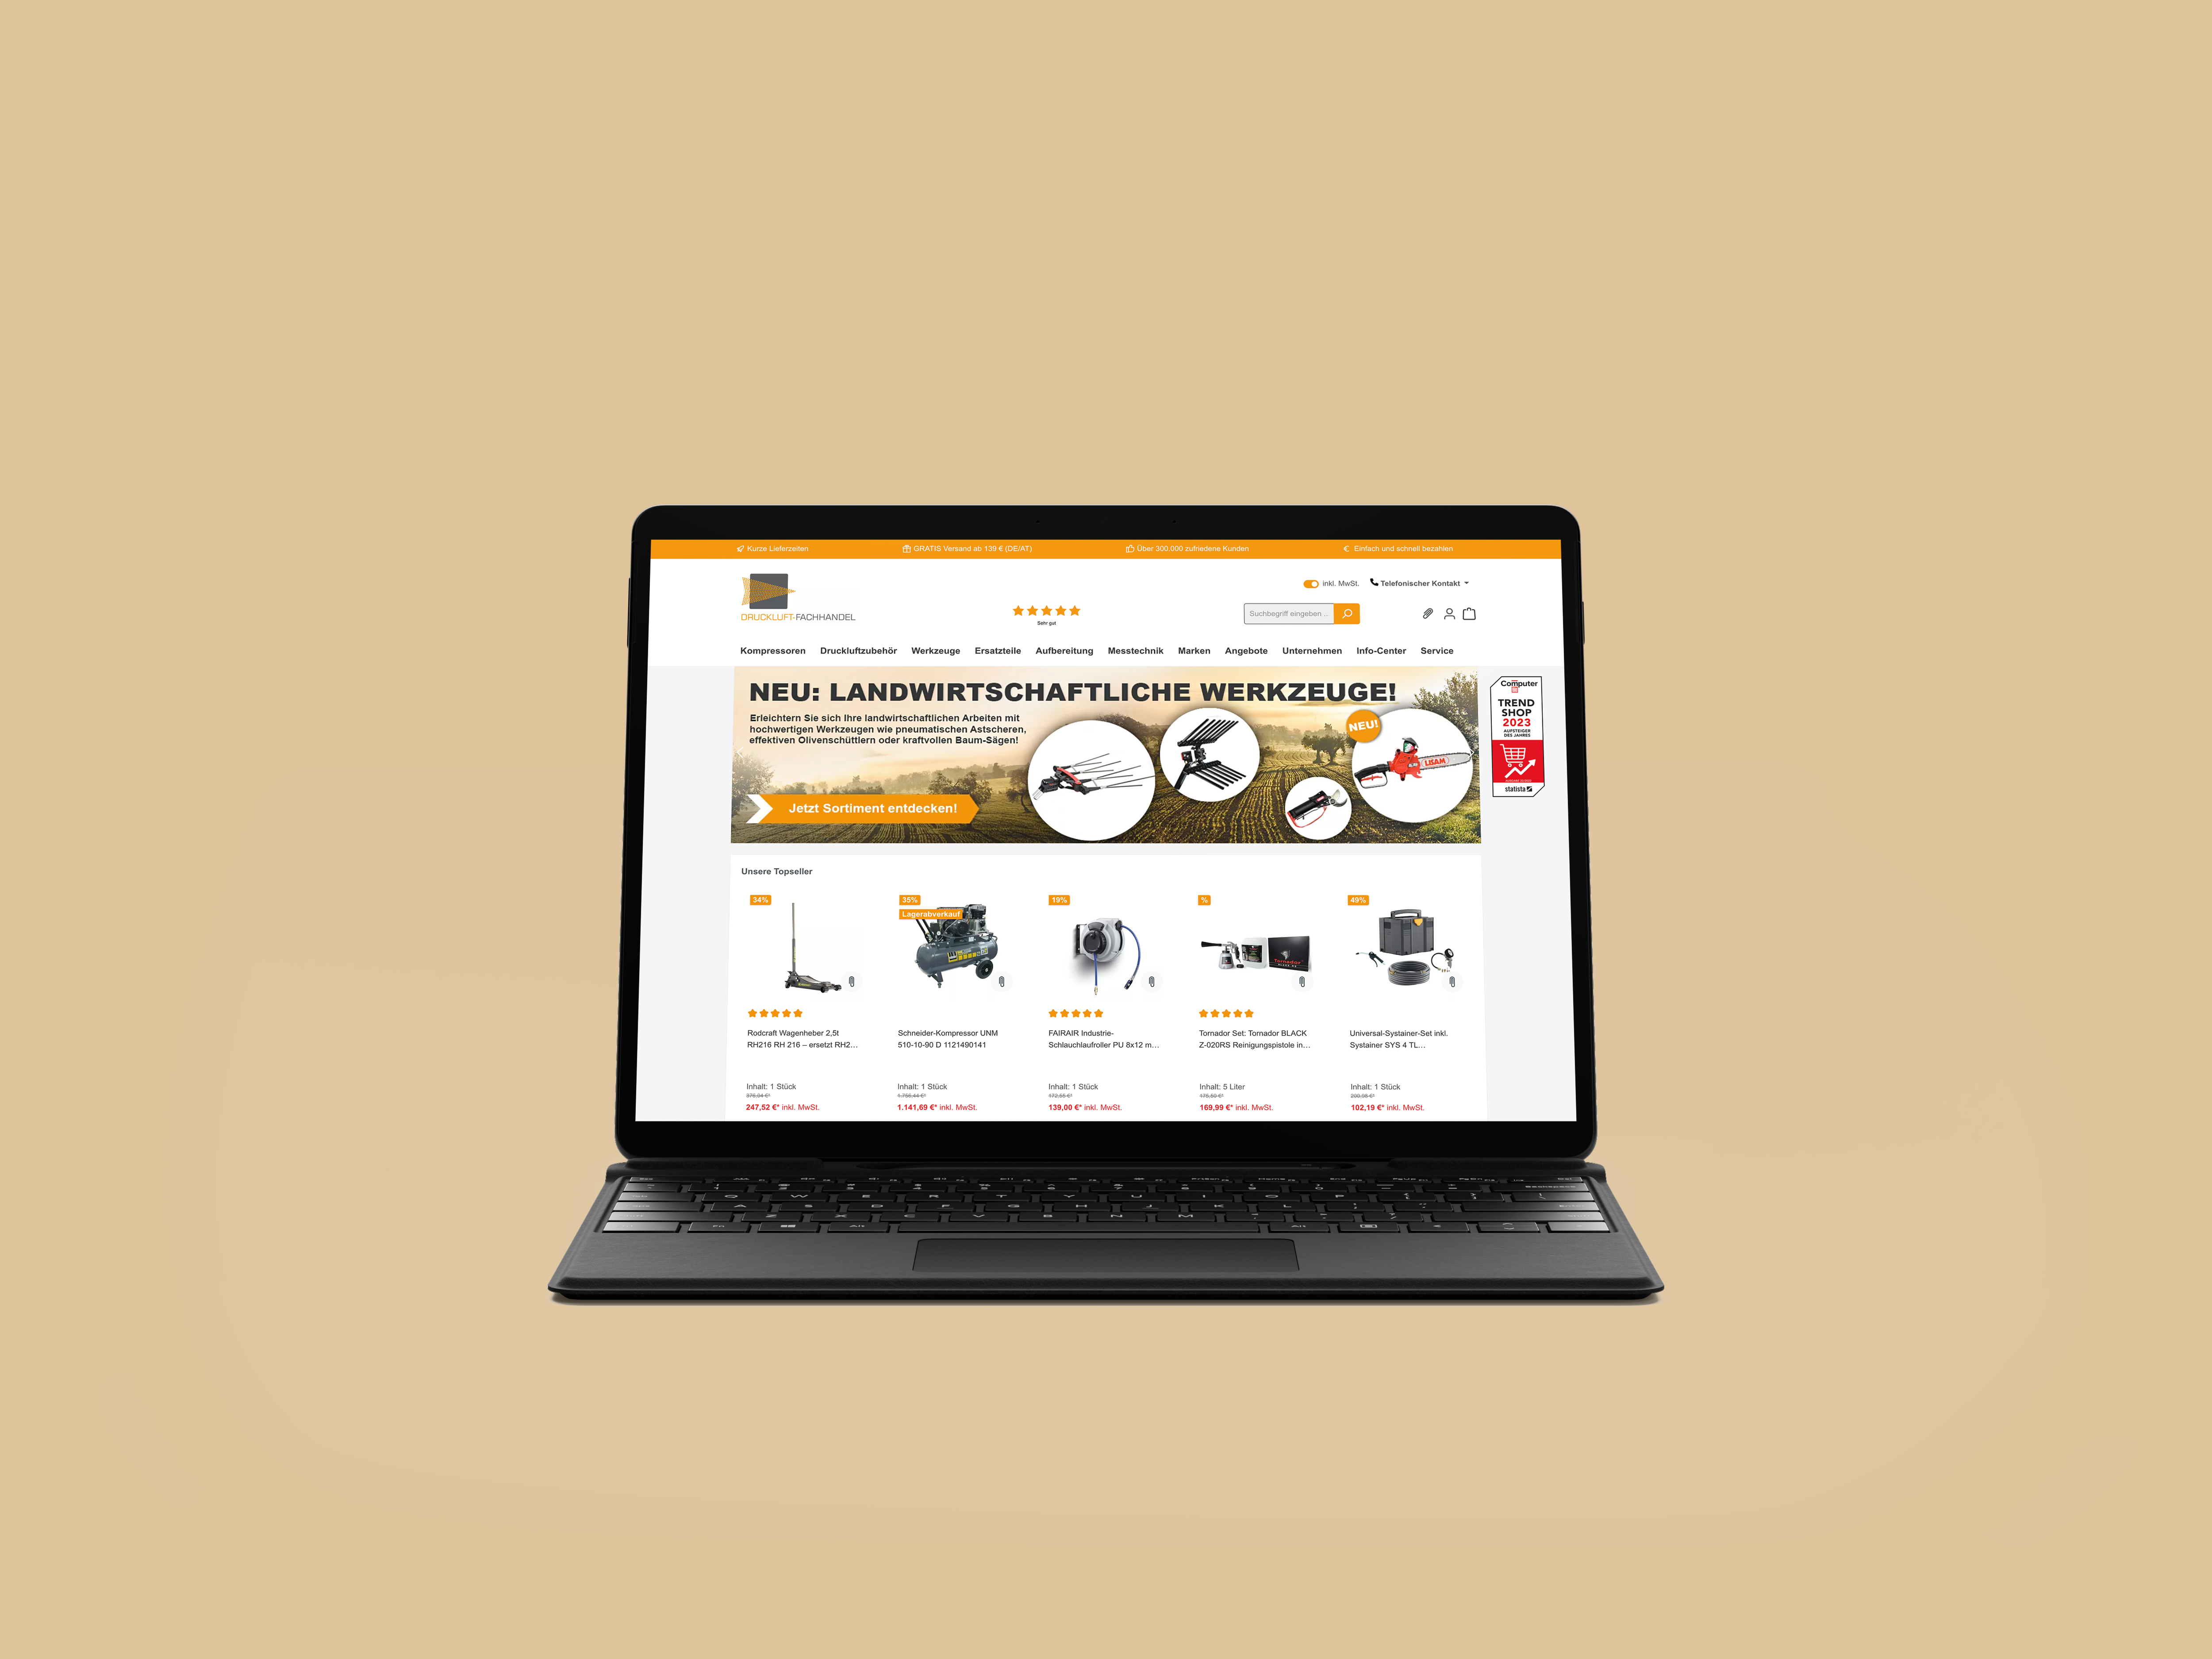 Kurze Lieferzeiten
GRATIS Versand ab 139 € (DE/AT)
Über 300.000 zufriedene Kunden
€ Einfach und schnell bezahlen
inkl. MwSt.
Telefonischer Kontakt
DRUCKLUFT-FACHHANDEL
Sehr gut
Suchbegriff eingeben ...
Kompressoren Druckluftzubehör Werkzeuge Ersatzteile Aufbereitung Messtechnik Marken Angebote Unternehmen Info-Center Service
NEU: LANDWIRTSCHAFTLICHE WERKZEUGE!
Erleichtern Sie sich Ihre landwirtschaftlichen Arbeiten mit
hochwertigen Werkzeugen wie pneumatischen Astscheren,
effektiven Olivenschüttlern oder kraftvollen Baum-Sägen!
Jetzt Sortiment entdecken!
NEU!
LISAM
Computer
TREND
SHOP
2023
AUFSTEIGER
DES JAHRES
statista
Unsere Topseller
34%
35%
Lagerabverkauf
19%
%
Tornador
49%
Rodcraft Wagenheber 2,5t
RH216 RH 216 – ersetzt RH2...
Inhalt: 1 Stück
247,52 €* inkl. MwSt.
Schneider-Kompressor UNM
510-10-90 D 1121490141
Inhalt: 1 Stück
1.141,69 €* inkl. MwSt.
FAIRAIR Industrie-
Schlauchlaufroller PU 8x12 m...
Inhalt: 1 Stück
139,00 €* inkl. MwSt.
Tornador Set: Tornador BLACK
Z-020RS Reinigungspistole in...
Inhalt: 5 Liter
169,99 €* inkl. MwSt.
Universal-Systainer-Set inkl.
Systainer SYS 4 TL...
Inhalt: 1 Stück
102,19 €* inkl. MwSt.
Q W E R T Y U I O P
A S D F G H J K L
Z X C V B N M
Fn Alt Alt